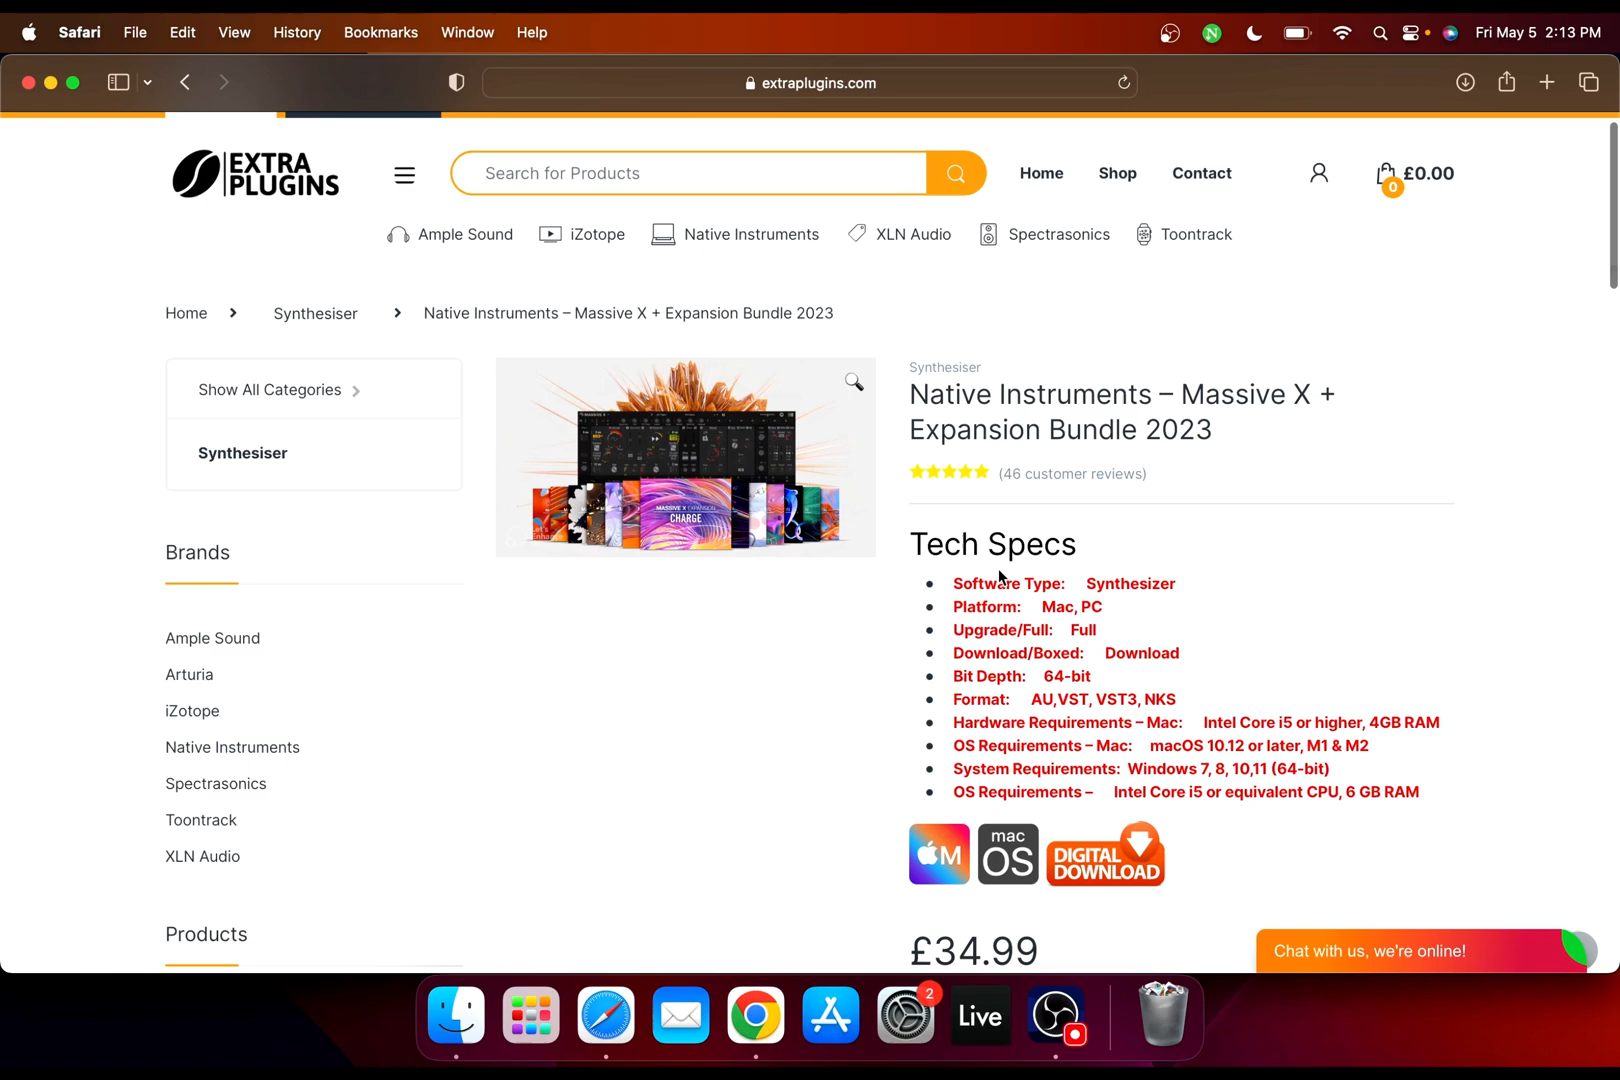 Safari File Edit View History Bookmarks Window Help
N
Fri May 5 2:13 PM
extraplugins.com
EXTRA
PLUGINS
Search for Products
Home Shop Contact
£0.00
0
Ample Sound iZotope Native Instruments XLN Audio Spectrasonics Toontrack
Home > Synthesiser > Native Instruments – Massive X + Expansion Bundle 2023
Show All Categories >
Synthesiser
Brands
Ample Sound
Arturia
iZotope
Native Instruments
Spectrasonics
Toontrack
XLN Audio
Products
MASSIVE X EXPANSION
CHARGE
Synthesiser
Native Instruments – Massive X +
Expansion Bundle 2023
(46 customer reviews)
Tech Specs
Software Type: Synthesizer
Platform: Mac, PC
Upgrade/Full: Full
Download/Boxed: Download
Bit Depth: 64-bit
Format: AU,VST, VST3, NKS
Hardware Requirements – Mac: Intel Core i5 or higher, 4GB RAM
OS Requirements – Mac: macOS 10.12 or later, M1 & M2
System Requirements: Windows 7, 8, 10,11 (64-bit)
OS Requirements – Intel Core i5 or equivalent CPU, 6 GB RAM
M
mac
OS
DIGITAL
DOWNLOAD
£34.99
Chat with us, we're online!
2
Live